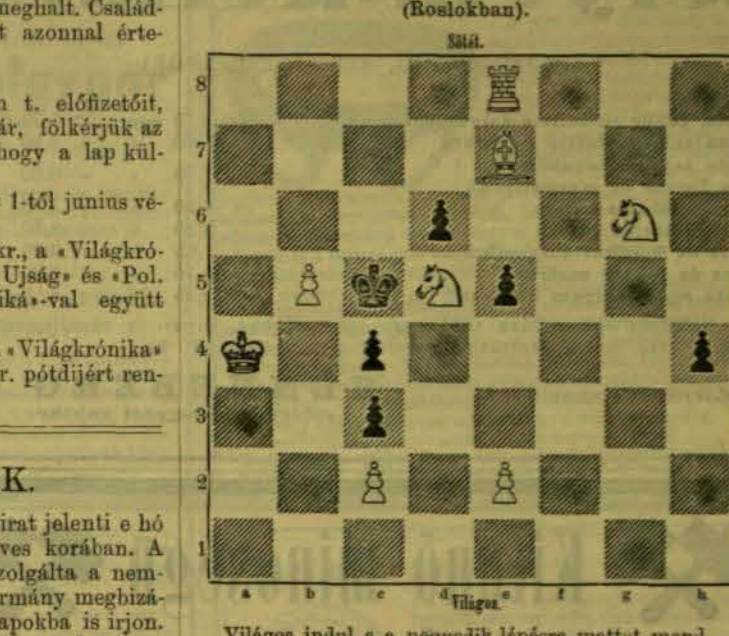 neghalt. Család-
t azonnal érte-
n t. előfizetőit,
ár, fölkérjük az
hogy a lap kül-
1-től junius vé-
kr., a «Világkró-
Ujság» és «Pol.
iká»-val együtt
«Világkrónika»
r. pótdijért ren-
K.
irat jelenti e hó
ves korában. A
zolgálta a nem-
rmány megbizá-
apokba is irjon.
(Roslokban).
Sötét.
8
7
6
5
4
3
2
1
a b c d e f g h
Világos.
Világos indul s a negyedik lépésre mattot mond.